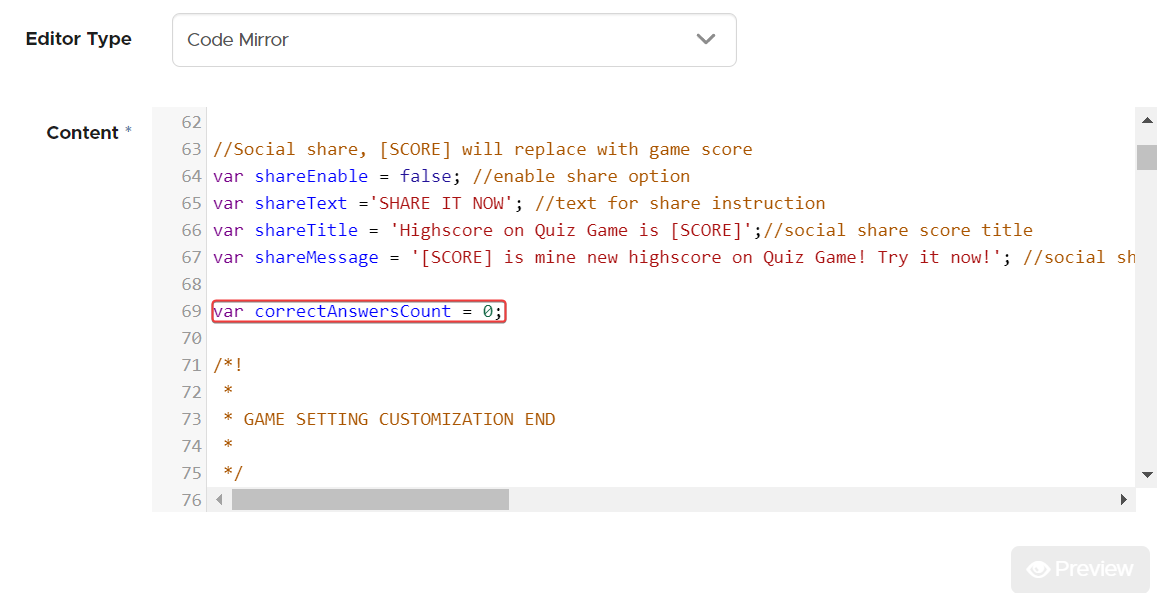 Editor Type
Code Mirror
Content *
62
63 //Social share, [SCORE] will replace with game score
64 var shareEnable = false; //enable share option
65 var shareText ='SHARE IT NOW'; //text for share instruction
66 var shareTitle = 'Highscore on Quiz Game is [SCORE]';//social share score title
67 var shareMessage = '[SCORE] is mine new highscore on Quiz Game! Try it now!'; //social sh
68
69 var correctAnswersCount = 0;
70
71 /*!
72  *
73  * GAME SETTING CUSTOMIZATION END
74  *
75  */
76
Preview